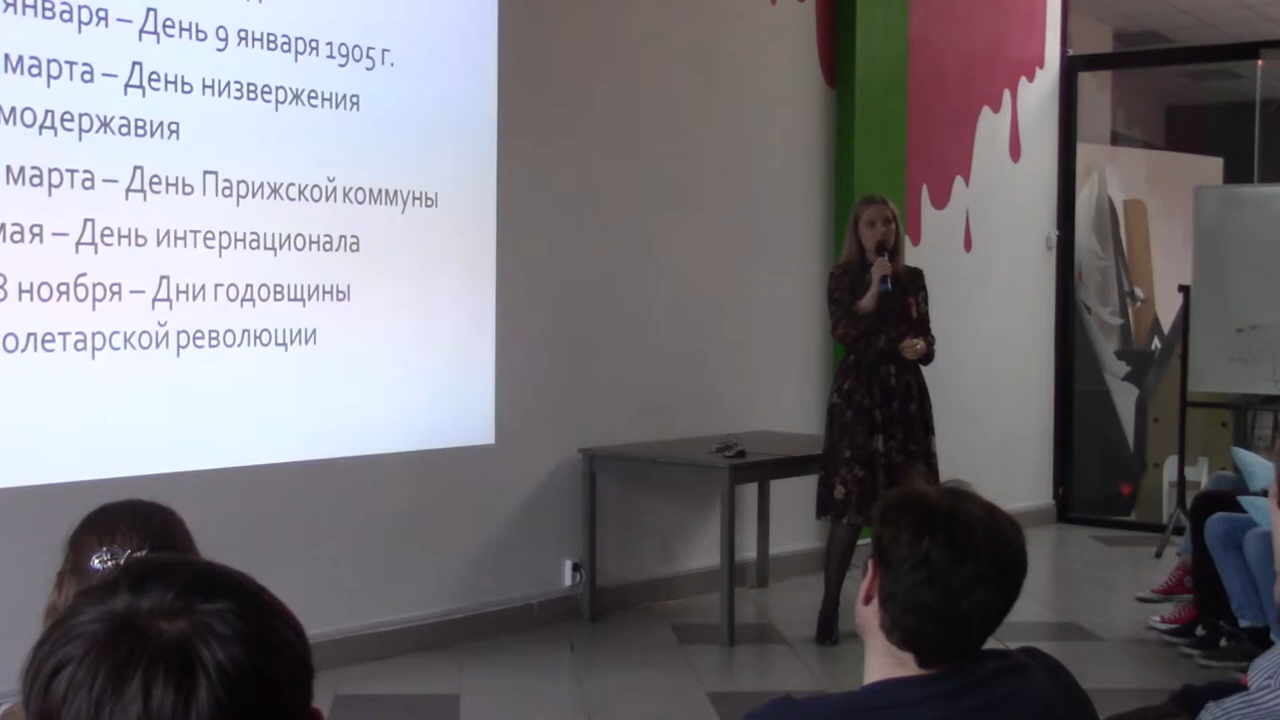 января – День 9 января 1905 г.
марта – День низвержения
модержавия
марта – День Парижской коммуны
мая – День интернационала
8 ноября – Дни годовщины
олетарской революции